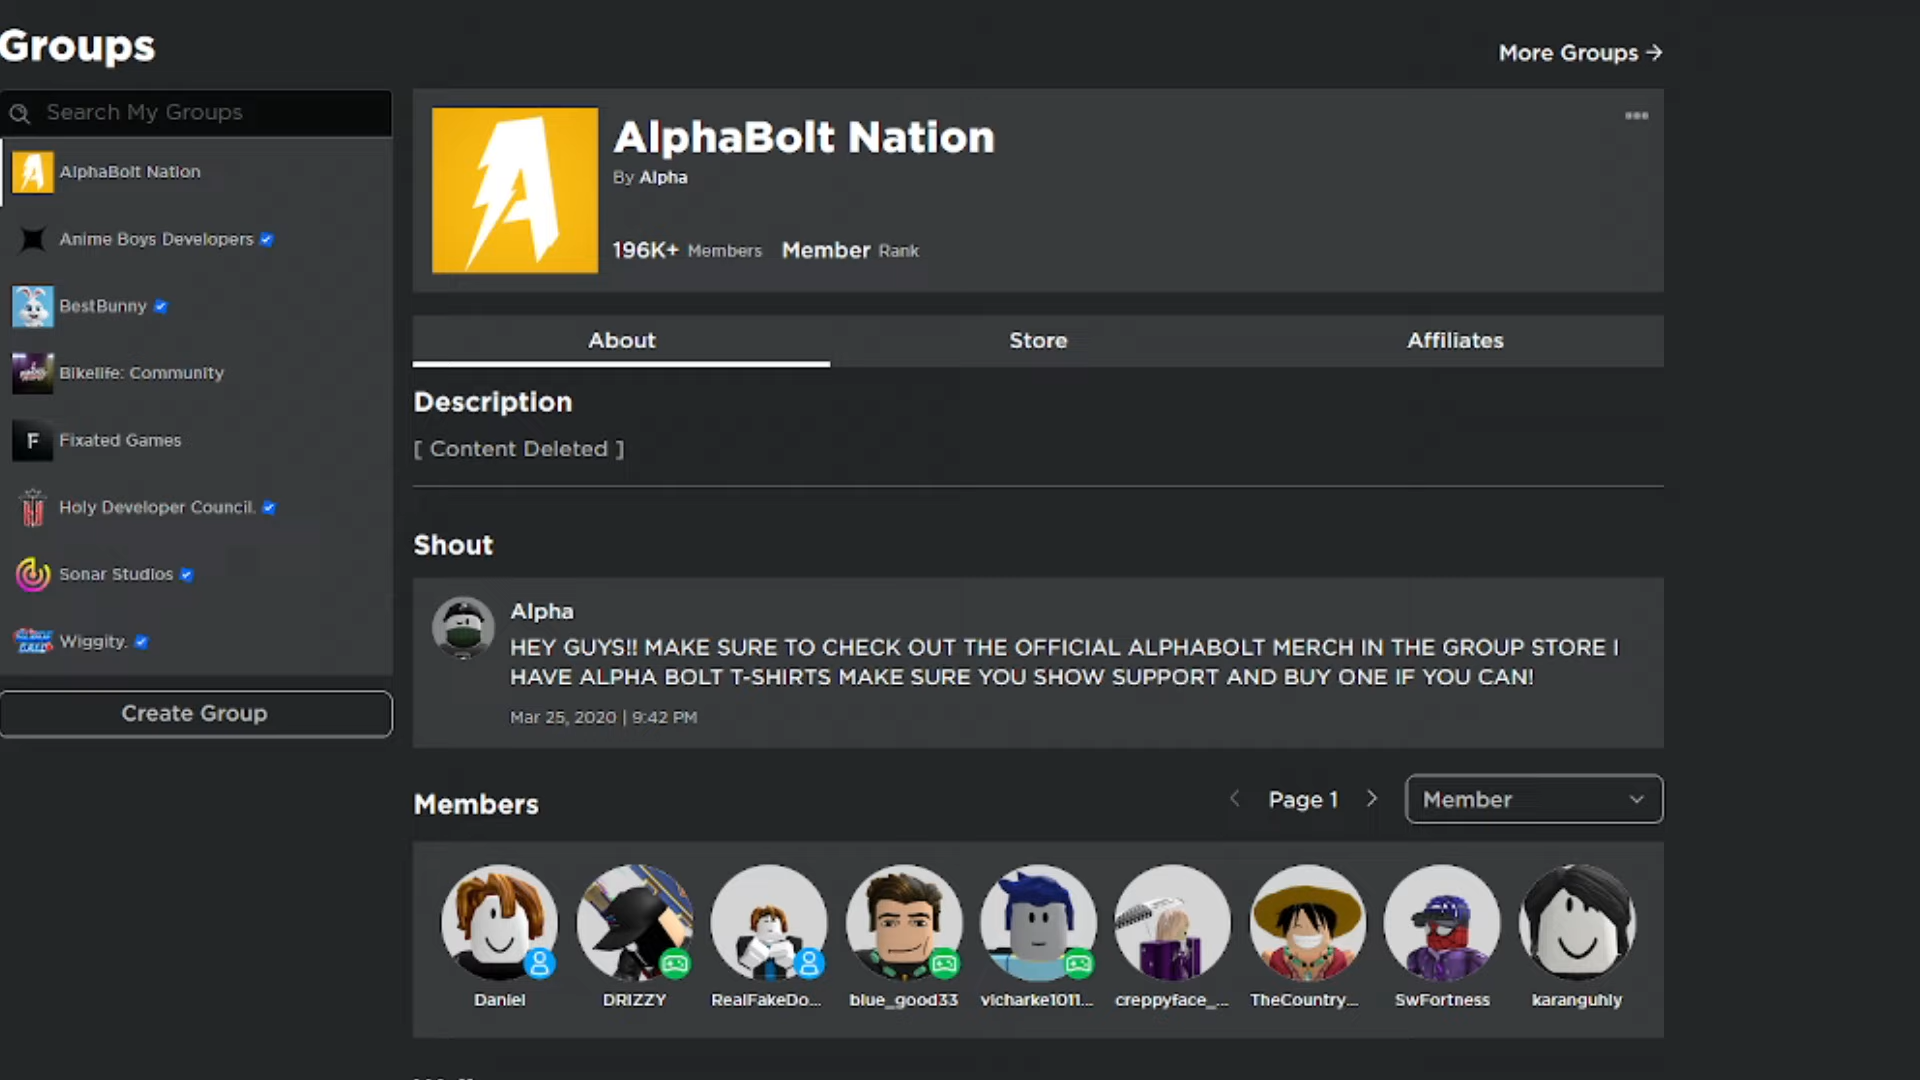 Groups
More Groups →
Search My Groups
AlphaBolt Nation
Anime Boys Developers
BestBunny
Bikelife: Community
F
Fixated Games
Holy Developer Council.
Sonar Studios
Wiggity.
Create Group
A
AlphaBolt Nation
By Alpha
196K+ Members Member Rank
About
Store
Affiliates
Description
[ Content Deleted ]
Shout
Alpha
HEY GUYS!! MAKE SURE TO CHECK OUT THE OFFICIAL ALPHABOLT MERCH IN THE GROUP STORE I
HAVE ALPHA BOLT T-SHIRTS MAKE SURE YOU SHOW SUPPORT AND BUY ONE IF YOU CAN!
Mar 25, 2020 | 9:42 PM
Members
Page 1
Member
Daniel
DRIZZY
RealFakeDo...
blue_good33
vicharke1011...
creppyface_...
TheCountry...
SwFortness
karanguhly